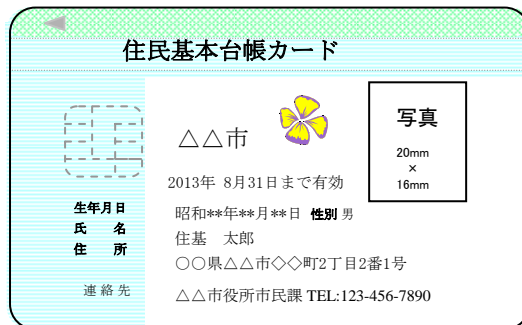 住民基本台帳カード
写真
20mm
×
16mm
△△市
2013年 8月31日まで有効
生年月日 昭和**年**月**日 性別 男
氏 名 住基 太郎
住 所 ○○県△△市◇◇町2丁目2番1号
連絡先 △△市役所市民課 TEL:123-456-7890